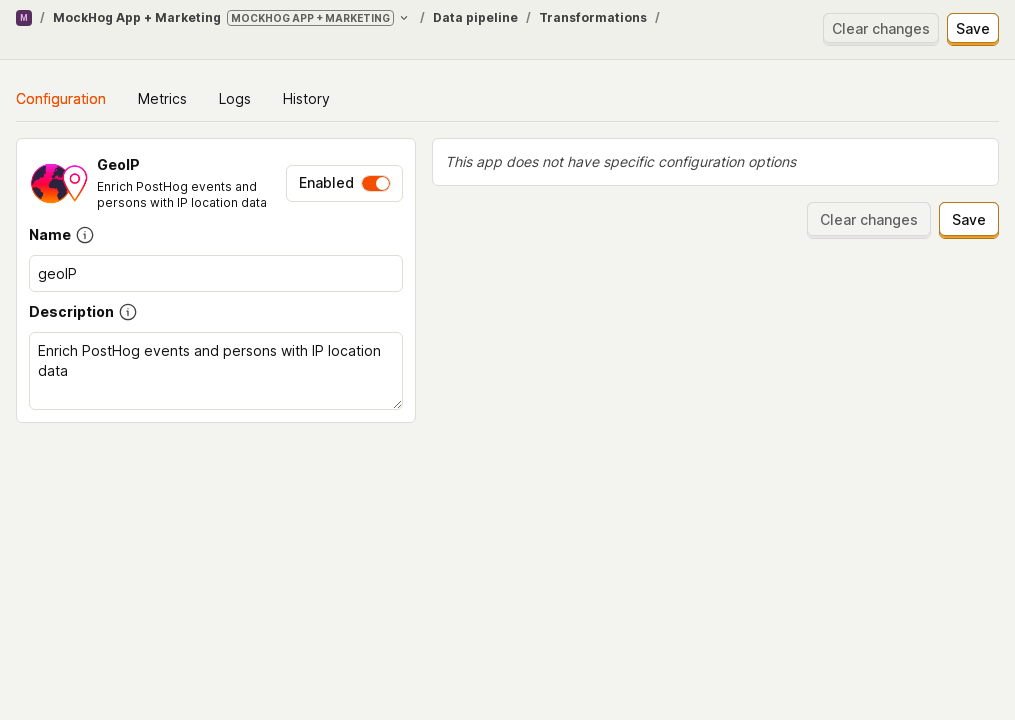 M / MockHog App + Marketing MOCKHOG APP + MARKETING / Data pipeline / Transformations /
Clear changes Save
Configuration Metrics Logs History
GeoIP
Enrich PostHog events and
persons with IP location data
Enabled
Name
geoIP
Description
Enrich PostHog events and persons with IP location
data
This app does not have specific configuration options
Clear changes Save